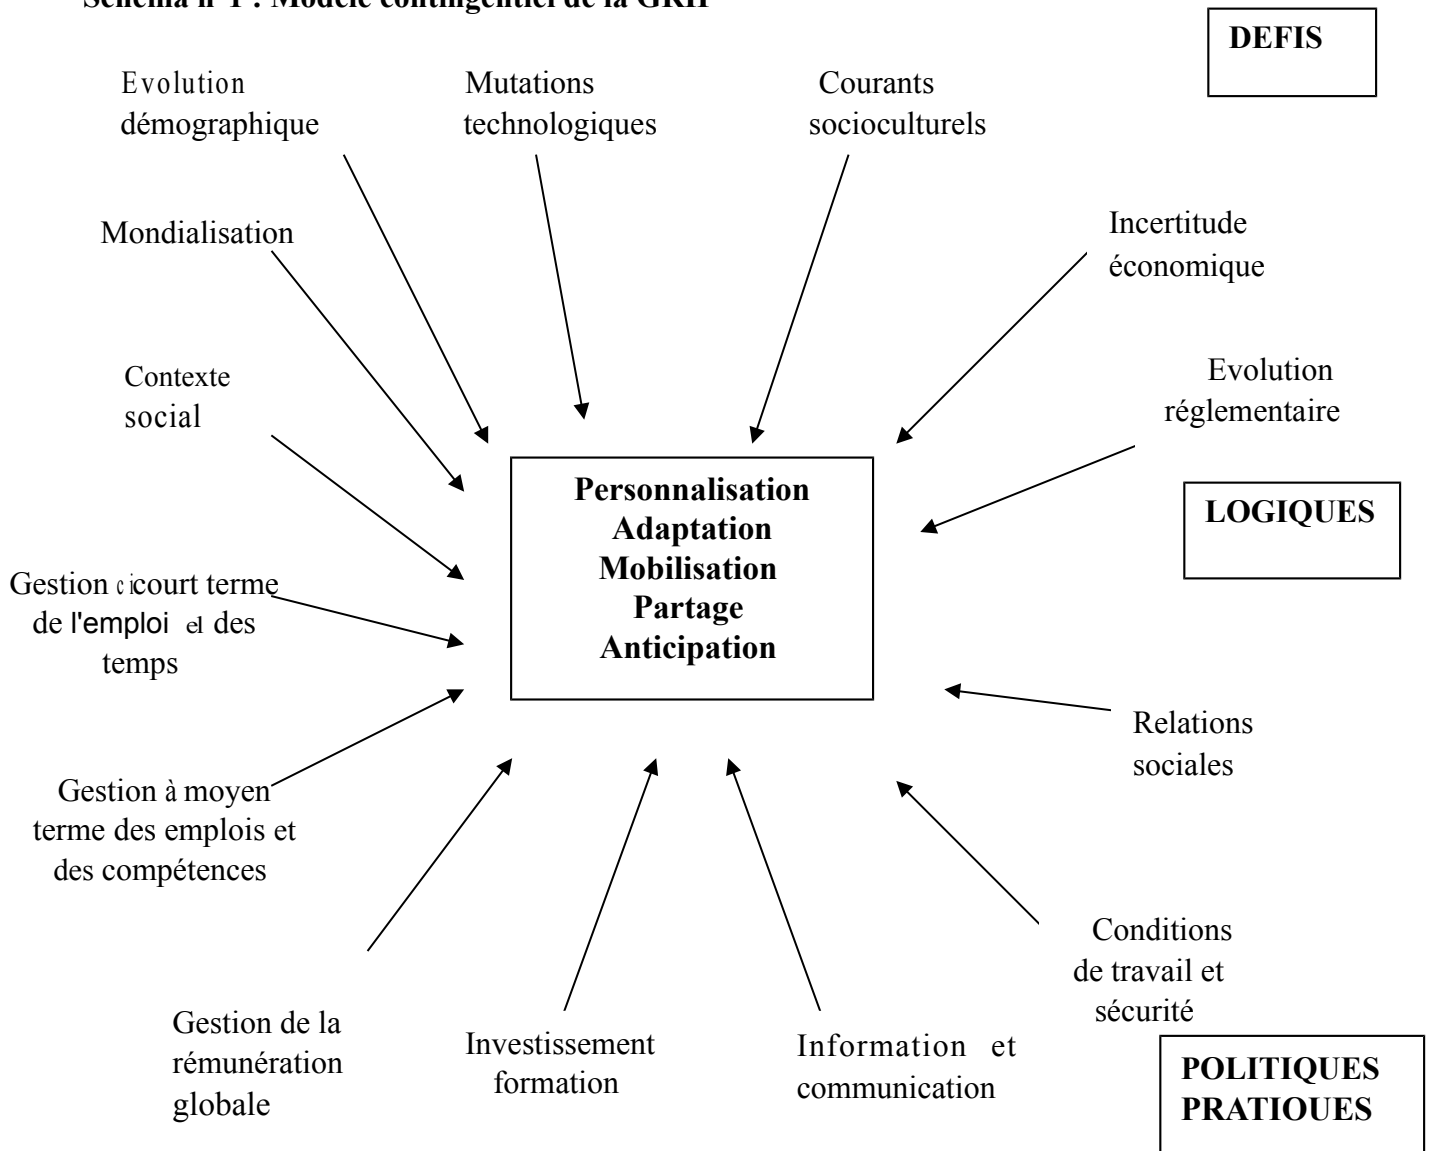 Schéma n°1 : Modèle contingentiel de la GRH
DEFIS
Evolution
démographique
Mutations
technologiques
Courants
socioculturels
Mondialisation
Incertitude
économique
Contexte
social
Evolution
réglementaire
Personnalisation
Adaptation
Mobilisation
Partage
Anticipation
LOGIQUES
Gestion ci court terme
de l'emploi el des
temps
Relations
sociales
Gestion à moyen
terme des emplois et
des compétences
Conditions
de travail et
sécurité
Gestion de la
rémunération
globale
Investissement
formation
Information et
communication
POLITIQUES
PRATIOUES